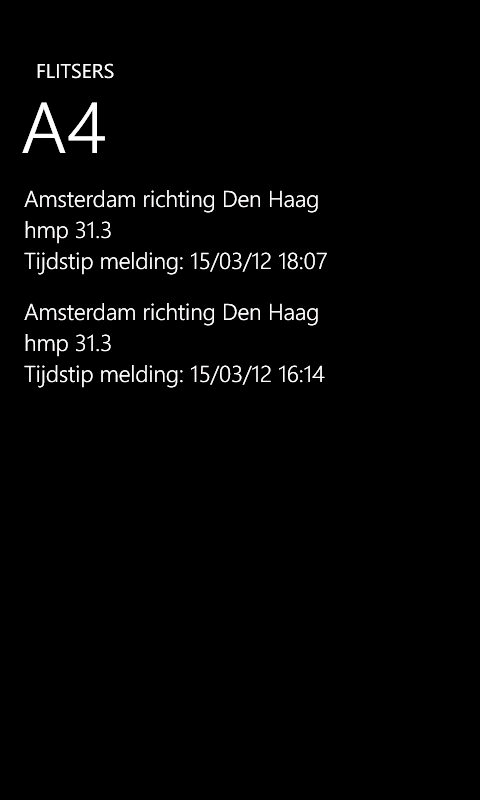 FLITSERS
A4
Amsterdam richting Den Haag
hmp 31.3
Tijdstip melding: 15/03/12 18:07
Amsterdam richting Den Haag
hmp 31.3
Tijdstip melding: 15/03/12 16:14